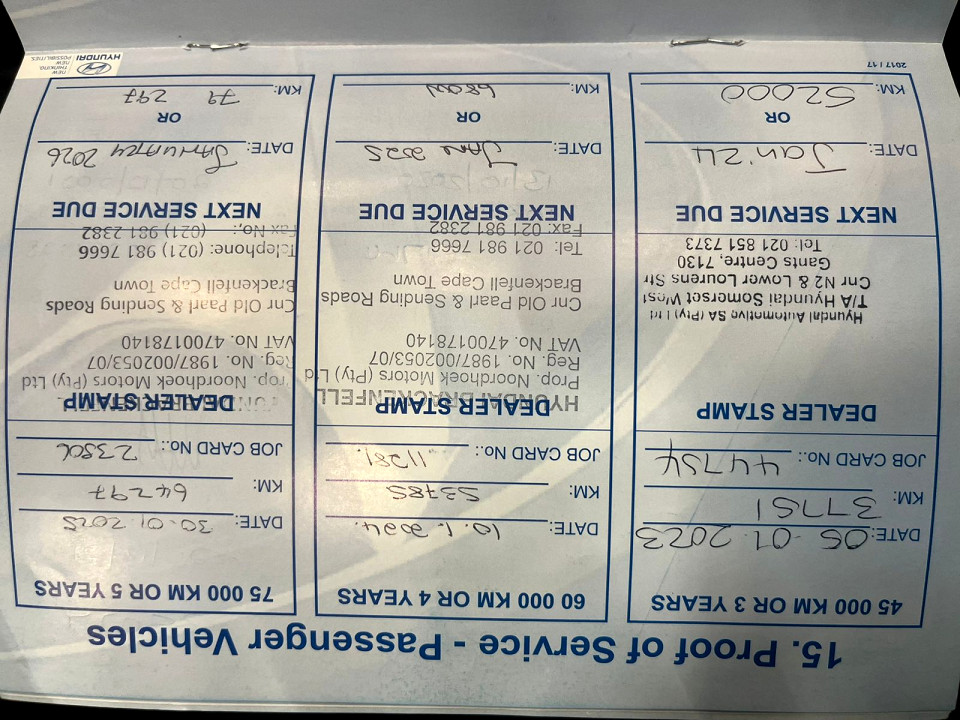 15. Proof of Service - Passenger Vehicles
45 000 KM OR 3 YEARS
DATE: 05-01-2023
KM: 37751
JOB CARD No.: 44754
DEALER STAMP
Hyundai Automotive SA (Pty) Ltd
T/A Hyundai Somerset West
Cnr N2 & Lower Lourens Str
Gants Centre, 7130
Tel: 021 851 7373
NEXT SERVICE DUE
DATE: Jan'24
OR
KM: 52000
60 000 KM OR 4 YEARS
DATE: 10.1.2024.
KM: 53785
JOB CARD No.: 11281.
DEALER STAMP
HYUNDAI BRACKENFELL
Prop. Noordhoek Motors (Pty) Ltd
Reg. No. 1987/002053/07
VAT No. 4700178140
Cnr Old Paarl & Sending Roads
Brackenfell Cape Town
Tel: 021 981 7666
Fax: 021 981 2382
NEXT SERVICE DUE
DATE: Jan 2025
OR
KM:
75 000 KM OR 5 YEARS
DATE: 30.01.2025
KM: 64297
JOB CARD No.: 23506
DEALER STAMP
Prop. Noordhoek Motors (Pty) Ltd
Reg. No. 1987/002053/07
VAT No. 4700178140
Cnr Old Paarl & Sending Roads
Brackenfell Cape Town
Telephone: (021) 981 7666
Fax No.: (021) 981 2382
NEXT SERVICE DUE
DATE: JANUARY 2026
OR
KM: 79 297
2017 / 17
HYUNDAI
NEW THINKING.
NEW POSSIBILITIES.